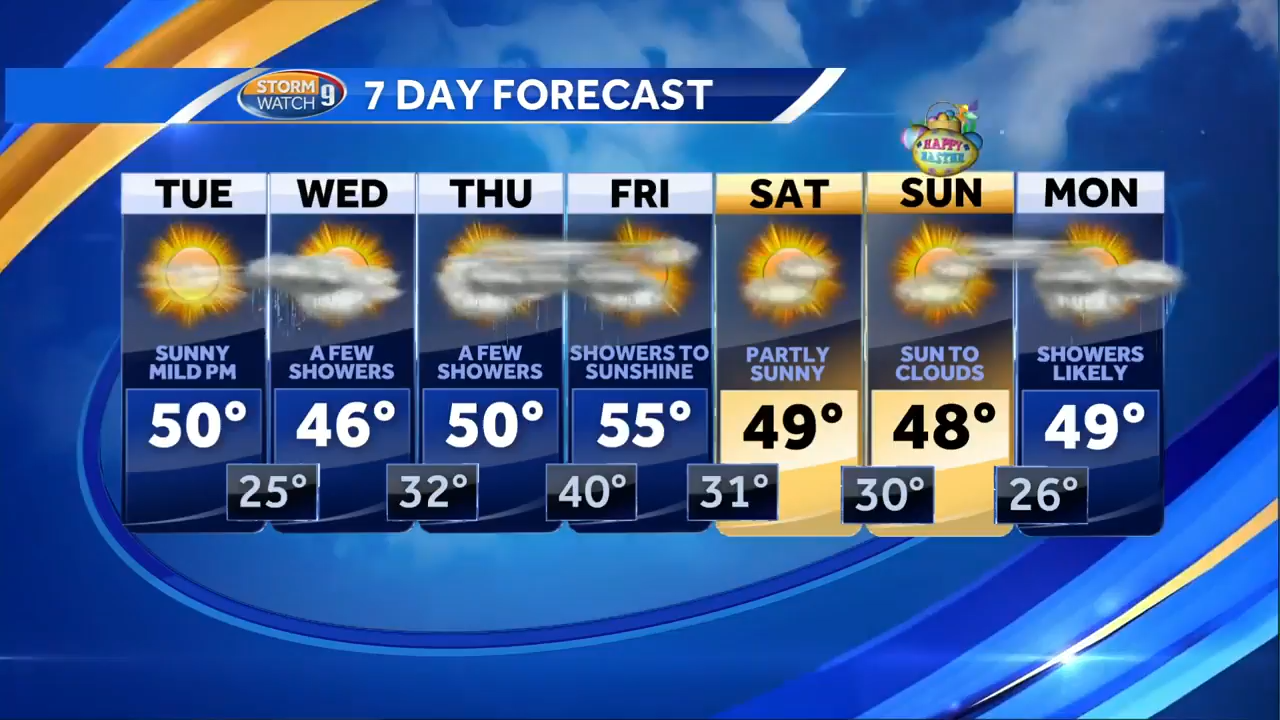 STORM
WATCH 9
7 DAY FORECAST
HAPPY
EASTER
TUE WED THU FRI SAT SUN MON
SUNNY
MILD PM
A FEW
SHOWERS
A FEW
SHOWERS
SHOWERS TO
SUNSHINE
PARTLY
SUNNY
SUN TO
CLOUDS
SHOWERS
LIKELY
50° 46° 50° 55° 49° 48° 49°
25° 32° 40° 31° 30° 26°